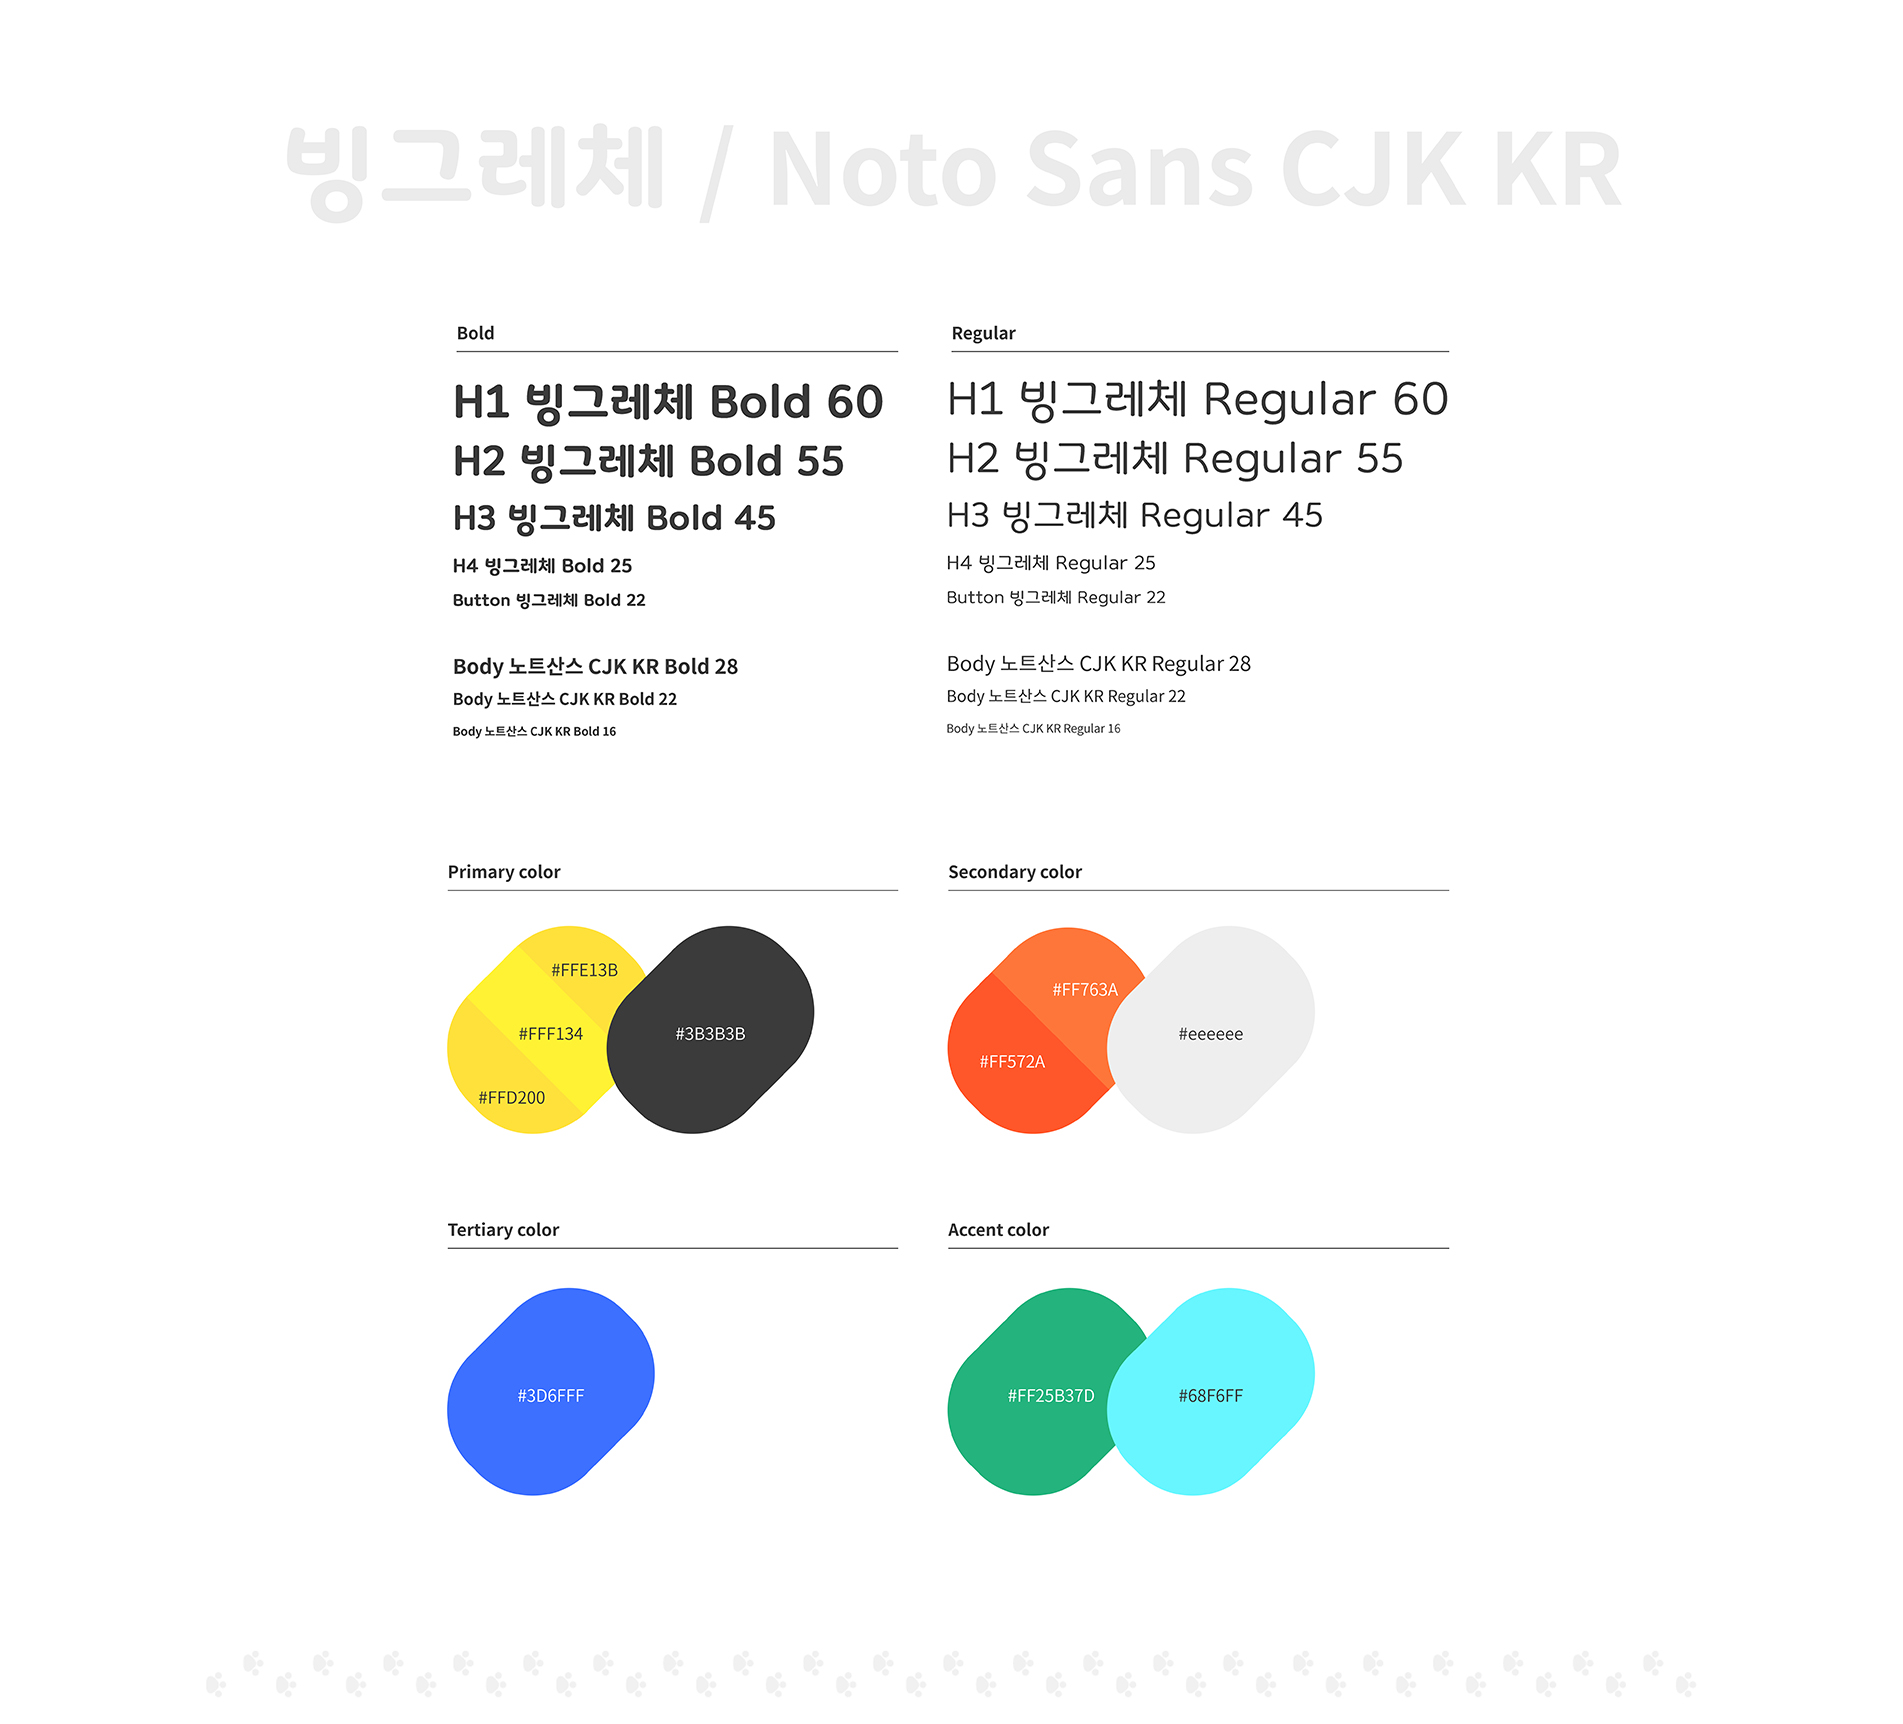 빙그레체 / Noto Sans CJK KR
Bold
H1 빙그레체 Bold 60
H2 빙그레체 Bold 55
H3 빙그레체 Bold 45
H4 빙그레체 Bold 25
Button 빙그레체 Bold 22
Body 노트산스 CJK KR Bold 28
Body 노트산스 CJK KR Bold 22
Body 노트산스 CJK KR Bold 16
Regular
H1 빙그레체 Regular 60
H2 빙그레체 Regular 55
H3 빙그레체 Regular 45
H4 빙그레체 Regular 25
Button 빙그레체 Regular 22
Body 노트산스 CJK KR Regular 28
Body 노트산스 CJK KR Regular 22
Body 노트산스 CJK KR Regular 16
Primary color
#FFE13B
#FFF134
#FFD200
#3B3B3B
Secondary color
#FF763A
#FF572A
#eeeeee
Tertiary color
#3D6FFF
Accent color
#FF25B37D
#68F6FF